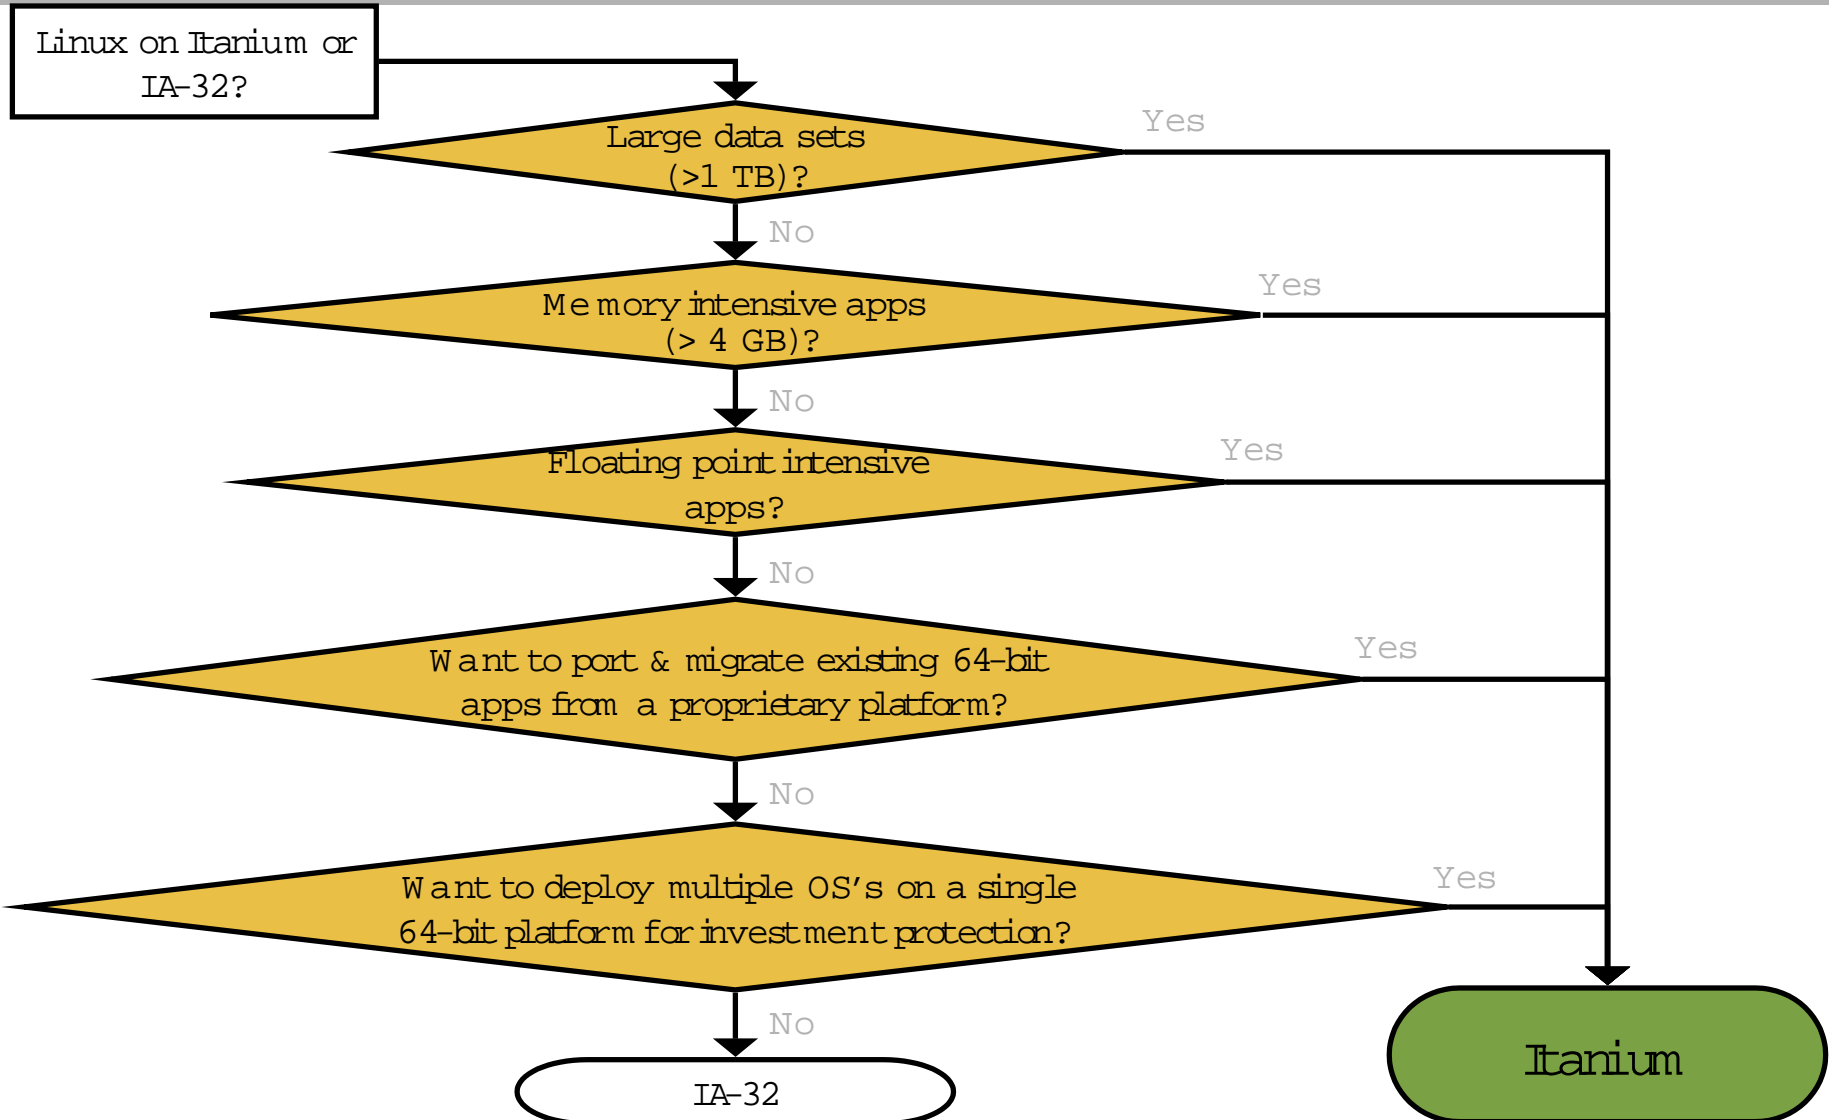 Linux on Itanium or
IA-32?
Large data sets
(>1 TB)?
Yes
No
Memory intensive apps
(> 4 GB)?
Yes
No
Floating point intensive
apps?
Yes
No
Want to port & migrate existing 64-bit
apps from a proprietary platform?
Yes
No
Want to deploy multiple OS's on a single
64-bit platform for investment protection?
Yes
No
IA-32
Itanium